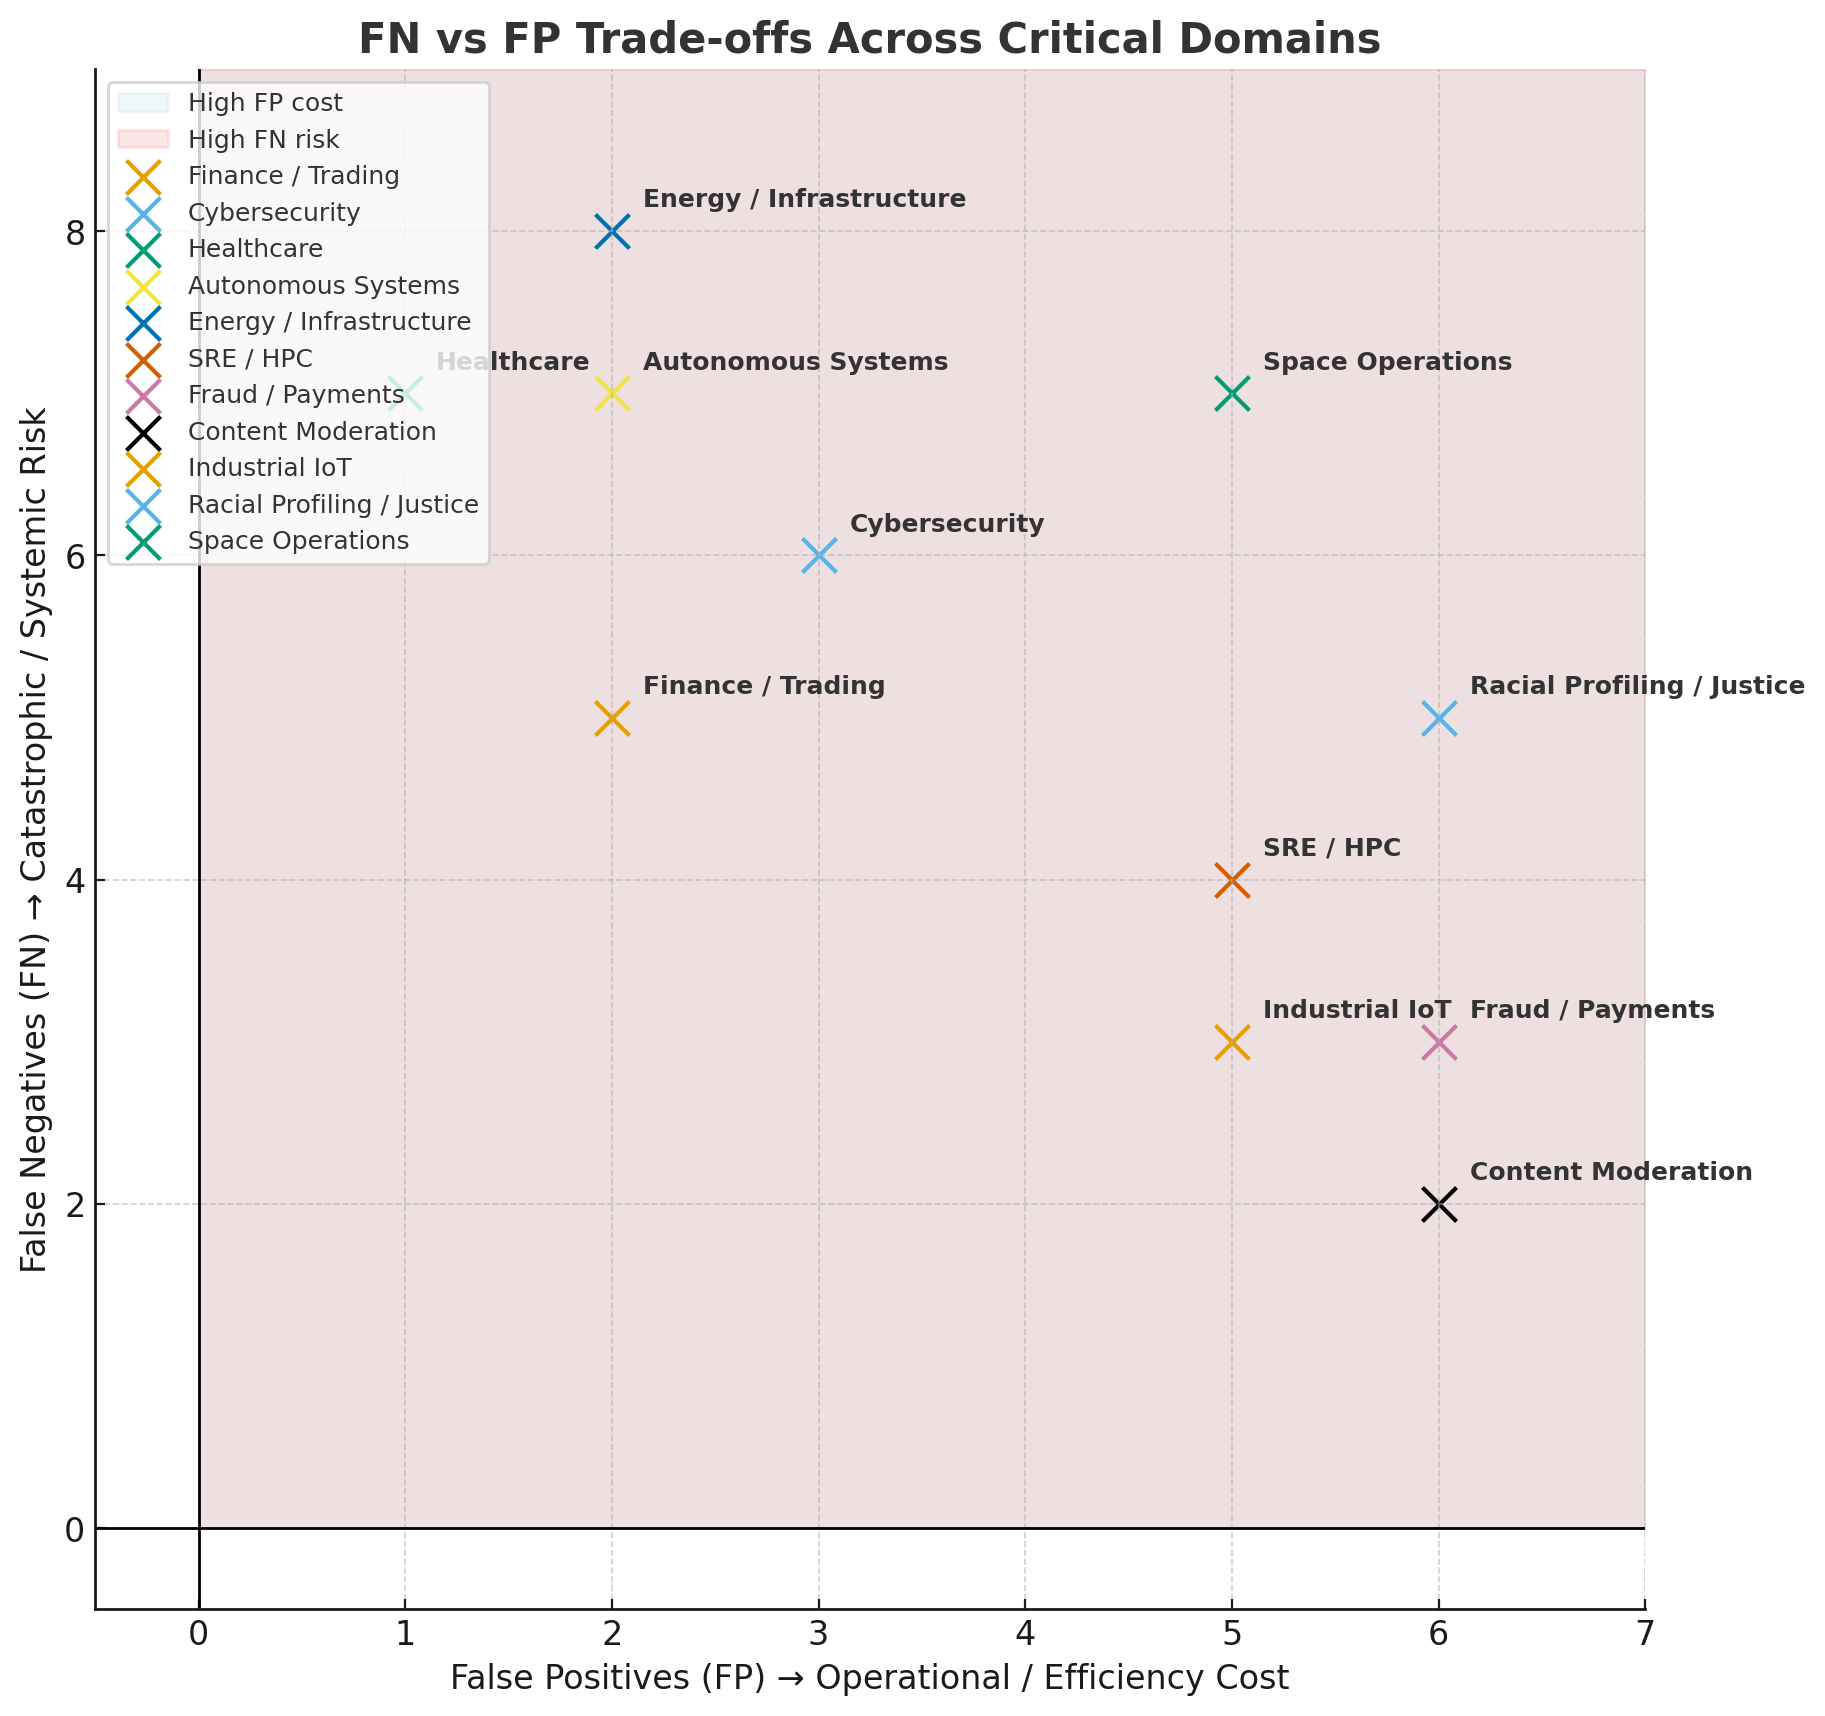 FN vs FP Trade-offs Across Critical Domains
High FP cost
High FN risk
Finance / Trading
Cybersecurity
Healthcare
Autonomous Systems
Energy / Infrastructure
SRE / HPC
Fraud / Payments
Content Moderation
Industrial IoT
Racial Profiling / Justice
Space Operations
Energy / Infrastructure
Healthcare
Autonomous Systems
Space Operations
Cybersecurity
Finance / Trading
Racial Profiling / Justice
SRE / HPC
Industrial IoT
Fraud / Payments
Content Moderation
False Negatives (FN) → Catastrophic / Systemic Risk
8
6
4
2
0
0 1 2 3 4 5 6 7
False Positives (FP) → Operational / Efficiency Cost